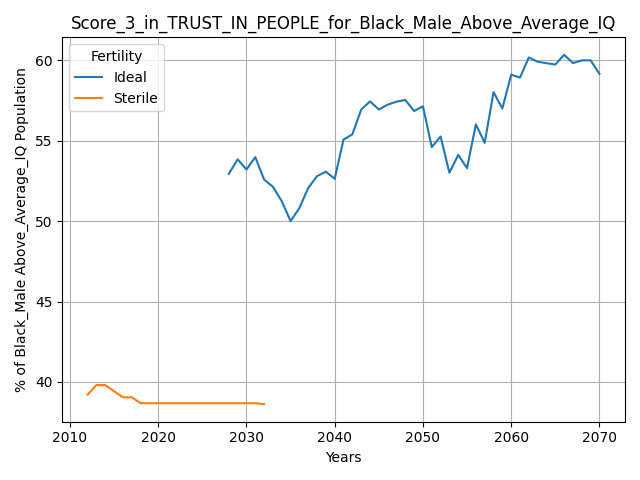 Score_3_in_TRUST_IN_PEOPLE_for_Black_Male_Above_Average_IQ
Fertility
Ideal
Sterile
% of Black_Male Above_Average_IQ Population
60
55
50
45
40
2010
2020
2030
2040
2050
2060
2070
Years